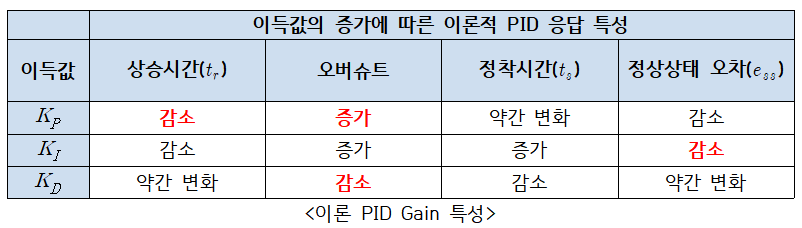 이득값의 증가에 따른 이론적 PID 응답 특성
이득값 상승시간(t_r) 오버슈트 정착시간(t_s) 정상상태 오차(e_ss)
K_P 감소 증가 약간 변화 감소
K_I 감소 증가 증가 감소
K_D 약간 변화 감소 감소 약간 변화
<이론 PID Gain 특성>